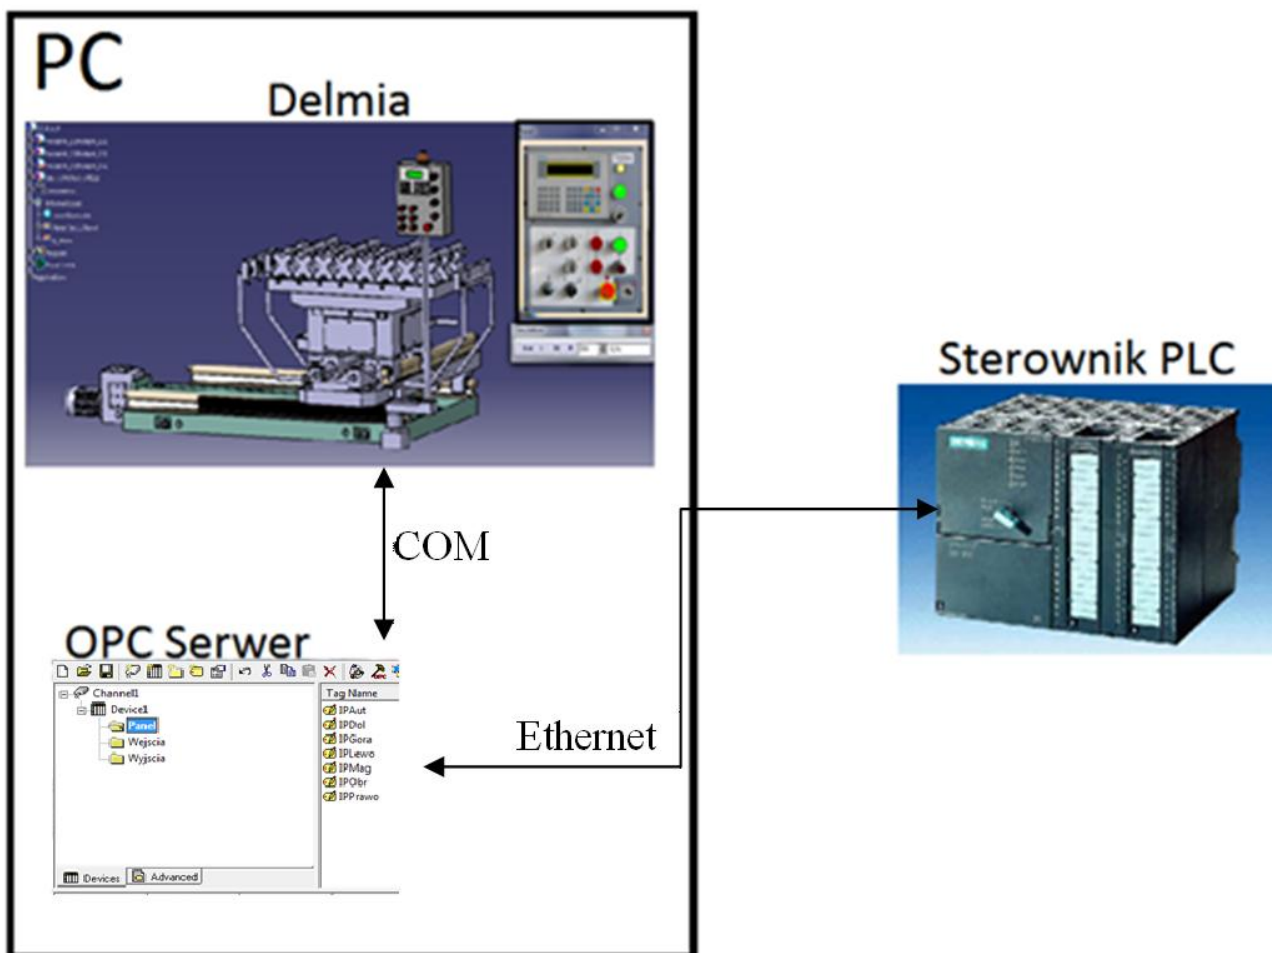 PC
Delmia
Sterownik PLC
COM
OPC Serwer
Channel1
Device1
Panel
Wejscia
Wyjscia
Devices
Advanced
Tag Name
IPAut
IPDol
IPGora
IPLewo
IPMag
IPObr
IPPrawo
Ethernet
SIEMENS